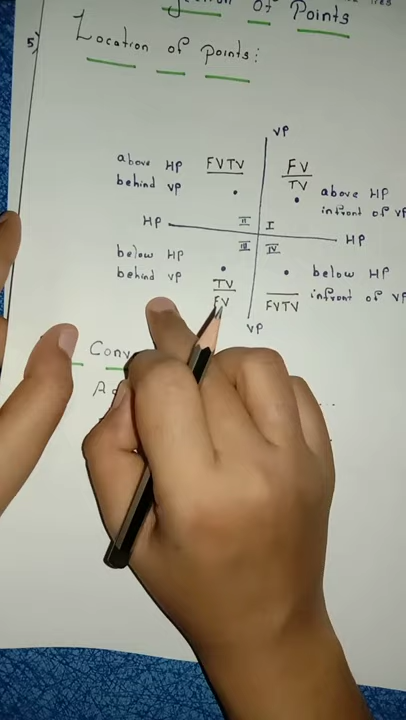 Of Points
5)
Location of points:
VP
above HP
behind VP
FV TV
FV
TV
above HP
infront of VP
HP
II
I
HP
III
IV
below HP
behind VP
TV
FV
FV TV
below HP
infront of VP
VP